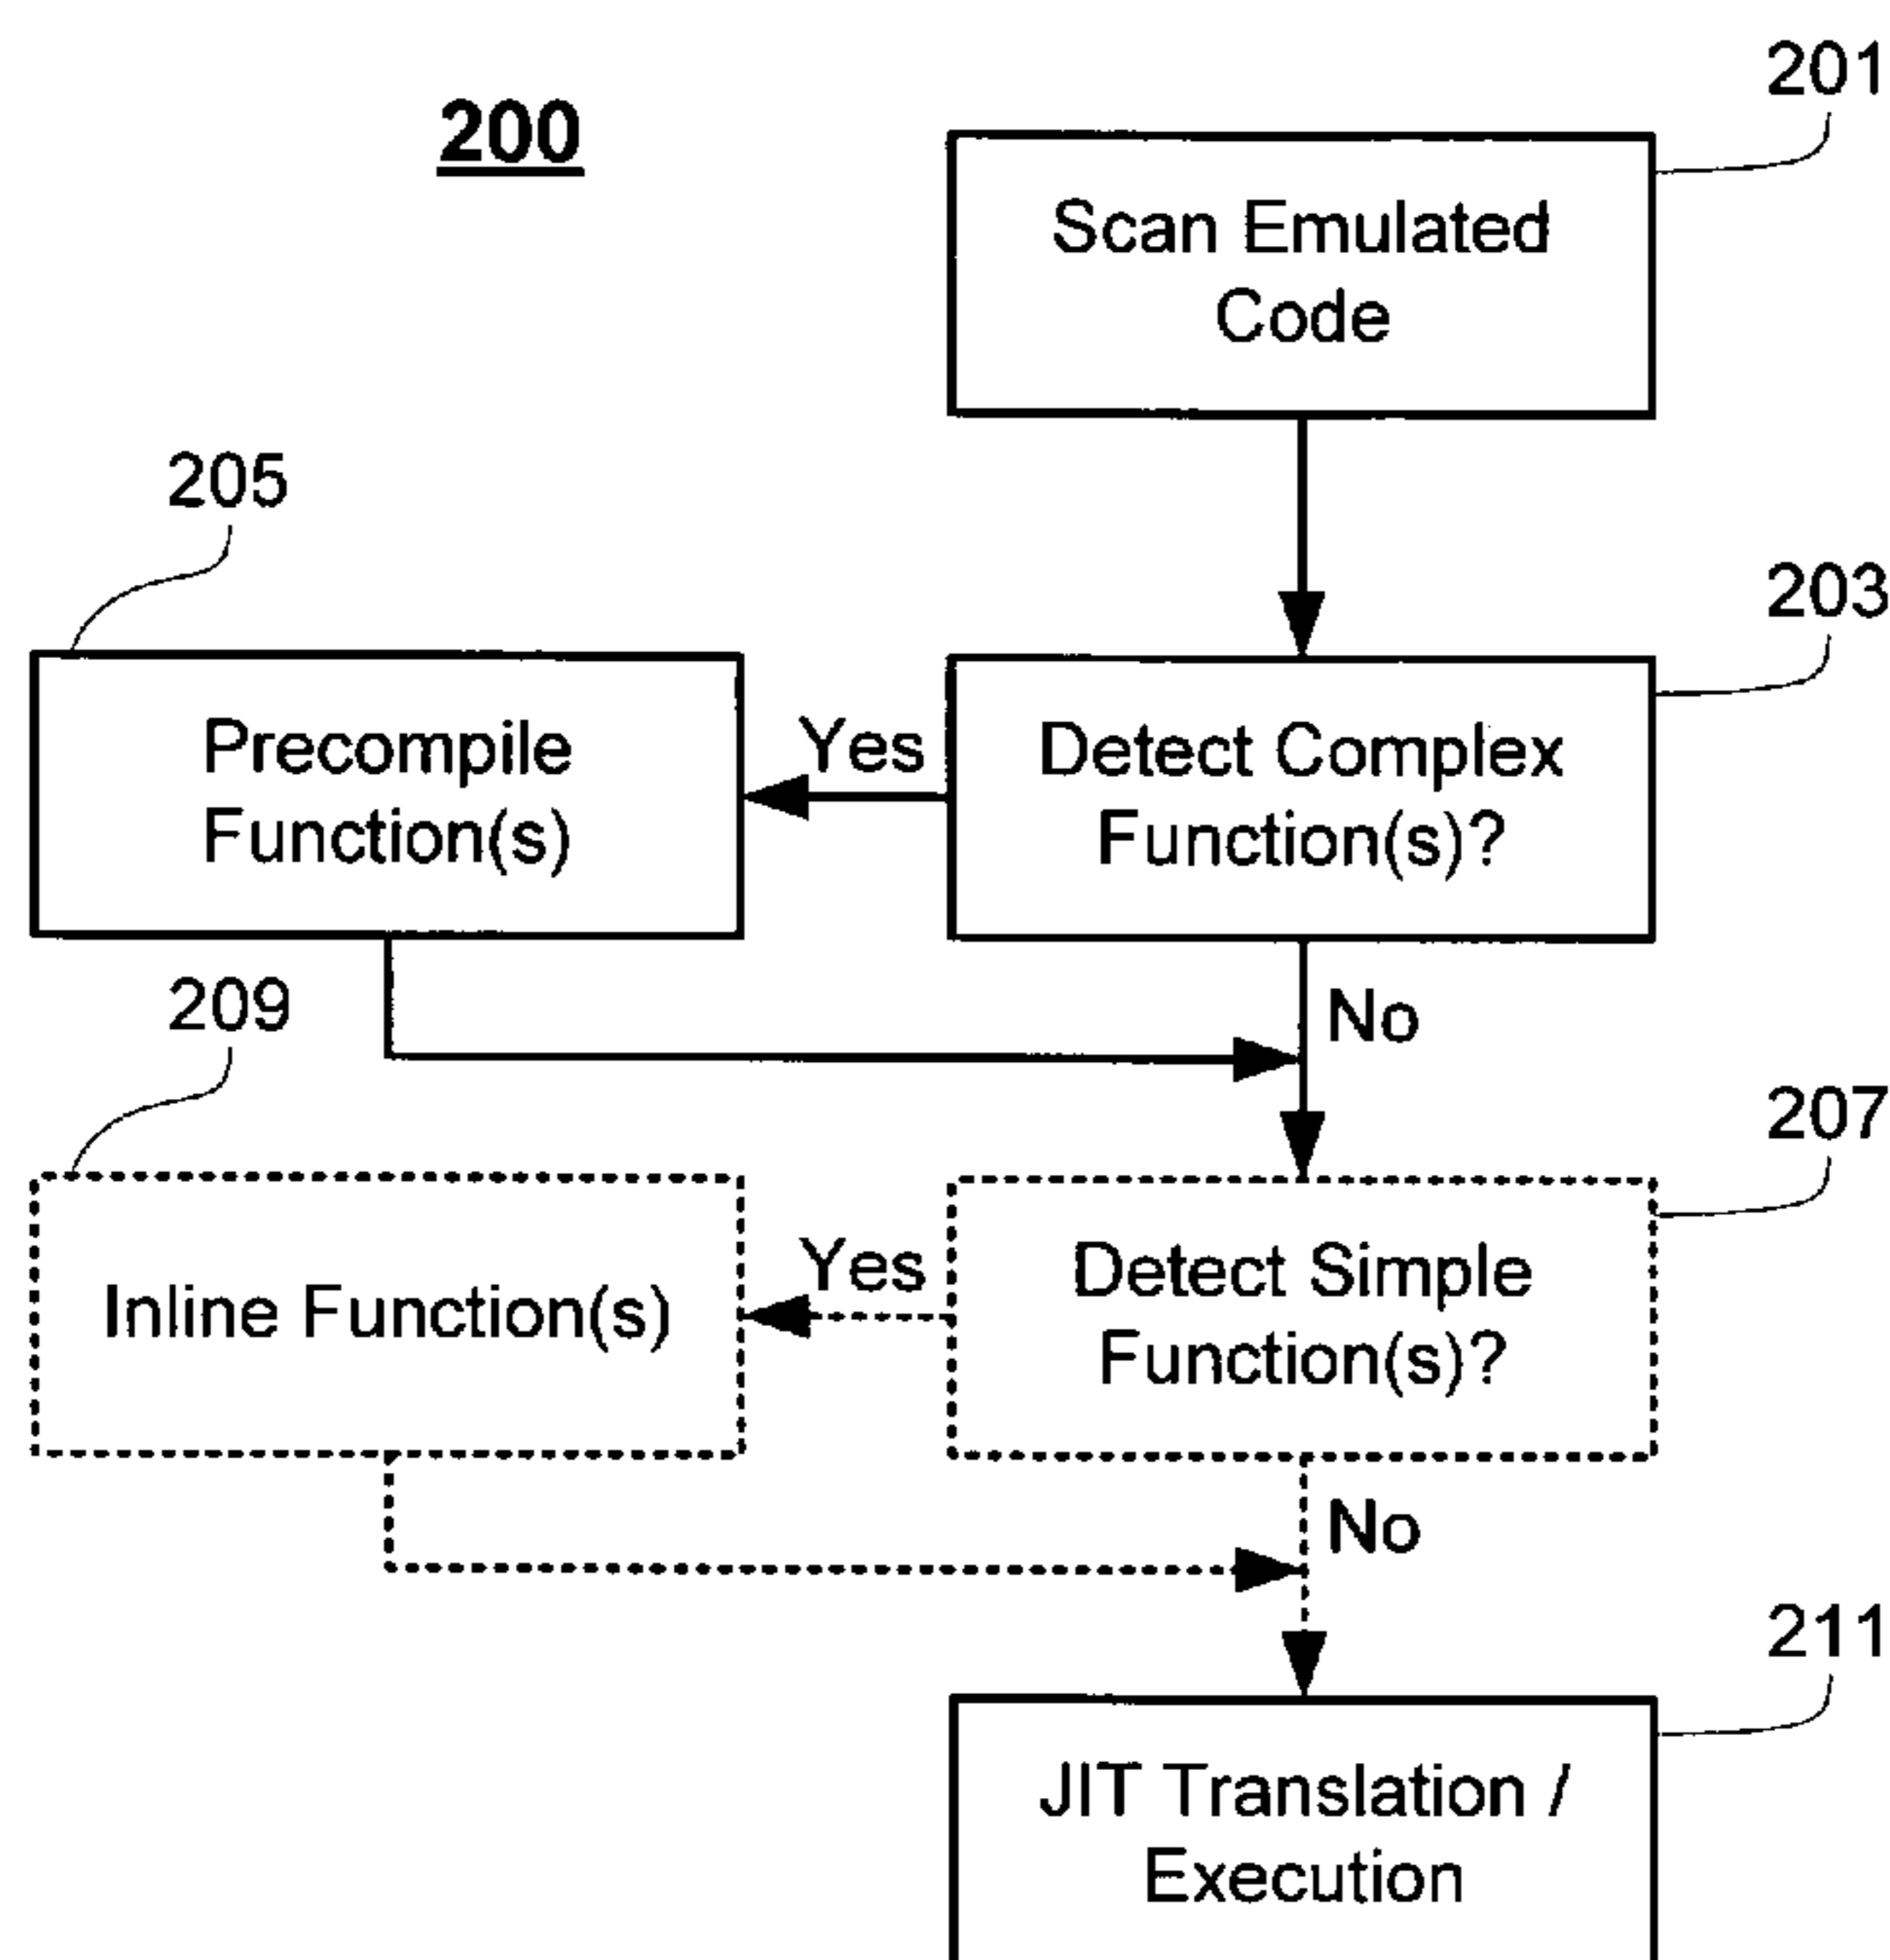 200
201
Scan Emulated
Code
205
203
Precompile
Function(s)
Yes
Detect Complex
Function(s)?
No
209
207
Inline Function(s)
Yes
Detect Simple
Function(s)?
No
211
JIT Translation /
Execution